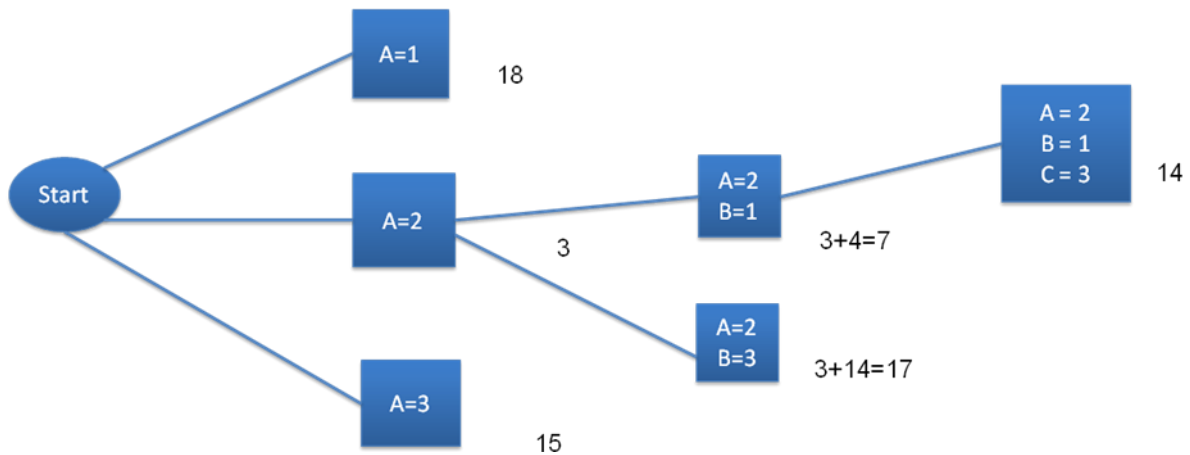 A=1
18
Start
A=2
3
A=2
B=1
3+4=7
A = 2
B = 1
C = 3
14
A=2
B=3
3+14=17
A=3
15